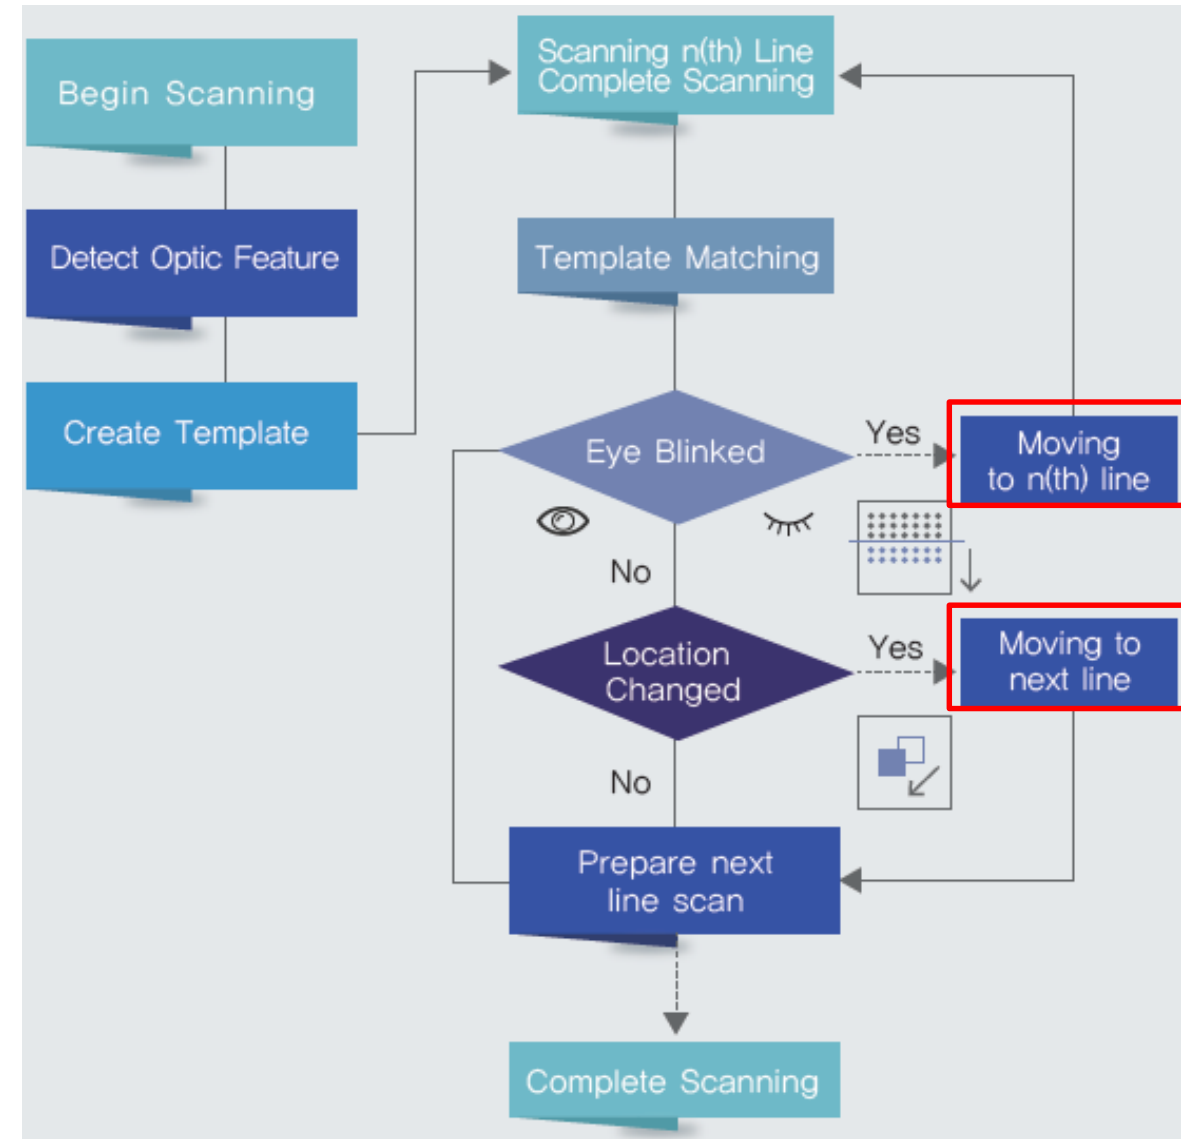 Begin Scanning
Detect Optic Feature
Create Template
Scanning n(th) Line
Complete Scanning
Template Matching
Eye Blinked
Yes
Moving
to n(th) line
No
Location
Changed
Yes
Moving to
next line
No
Prepare next
line scan
Complete Scanning